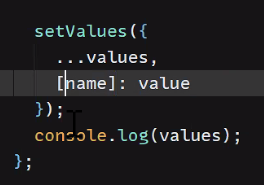 setValues({
...values,
[name]: value
});
console.log(values);
};